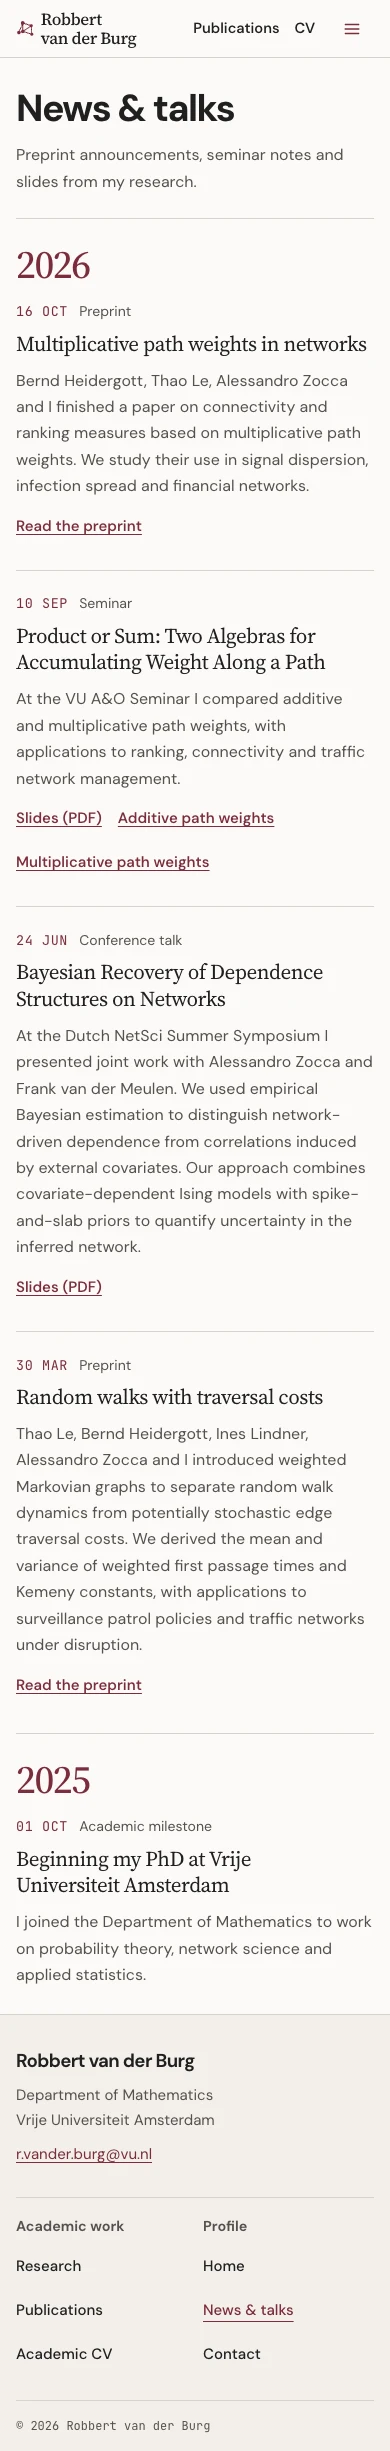 Robbert
van der Burg
Publications CV
News & talks
Preprint announcements, seminar notes and
slides from my research.
2026
16 OCT Preprint
Multiplicative path weights in networks
Bernd Heidergott, Thao Le, Alessandro Zocca
and I finished a paper on connectivity and
ranking measures based on multiplicative path
weights. We study their use in signal dispersion,
infection spread and financial networks.
Read the preprint
10 SEP Seminar
Product or Sum: Two Algebras for
Accumulating Weight Along a Path
At the VU A&O Seminar I compared additive
and multiplicative path weights, with
applications to ranking, connectivity and traffic
network management.
Slides (PDF) Additive path weights
Multiplicative path weights
24 JUN Conference talk
Bayesian Recovery of Dependence
Structures on Networks
At the Dutch NetSci Summer Symposium I
presented joint work with Alessandro Zocca and
Frank van der Meulen. We used empirical
Bayesian estimation to distinguish network-
driven dependence from correlations induced
by external covariates. Our approach combines
covariate-dependent Ising models with spike-
and-slab priors to quantify uncertainty in the
inferred network.
Slides (PDF)
30 MAR Preprint
Random walks with traversal costs
Thao Le, Bernd Heidergott, Ines Lindner,
Alessandro Zocca and I introduced weighted
Markovian graphs to separate random walk
dynamics from potentially stochastic edge
traversal costs. We derived the mean and
variance of weighted first passage times and
Kemeny constants, with applications to
surveillance patrol policies and traffic networks
under disruption.
Read the preprint
2025
01 OCT Academic milestone
Beginning my PhD at Vrije
Universiteit Amsterdam
I joined the Department of Mathematics to work
on probability theory, network science and
applied statistics.
Robbert van der Burg
Department of Mathematics
Vrije Universiteit Amsterdam
r.vander.burg@vu.nl
Academic work Profile
Research Home
Publications News & talks
Academic CV Contact
© 2026 Robbert van der Burg